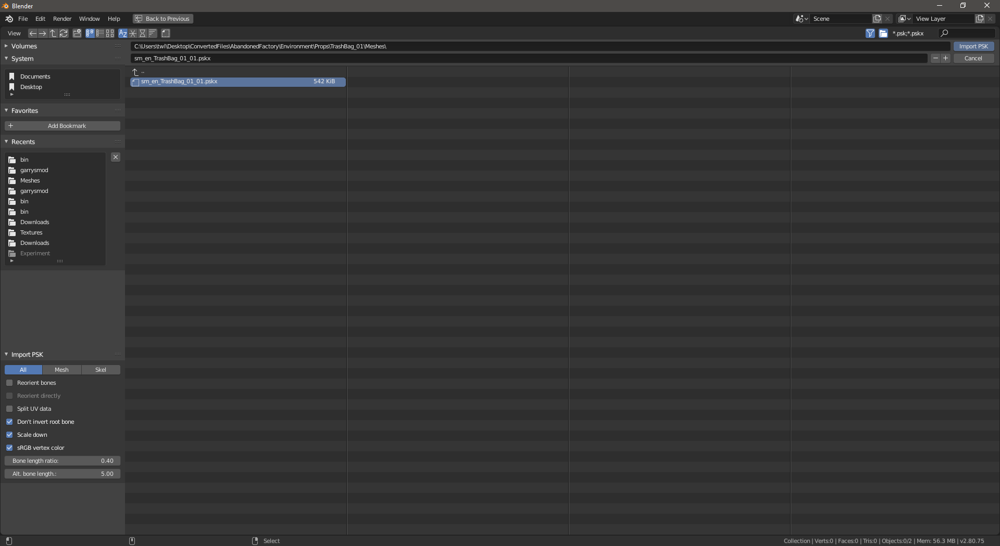 Blender
File Edit Render Window Help Back to Previous Scene View Layer
View *.psk;*.pskx
Volumes
C:\Users\twl\Desktop\ConvertedFiles\AbandonedFactory\Environment\Props\TrashBag_01\Meshes\ Import PSK
System
sm_en_TrashBag_01_01.pskx Cancel
..
Documents
sm_en_TrashBag_01_01.pskx 542 KiB
Desktop
Favorites
Add Bookmark
Recents
bin
garrysmod
Meshes
garrysmod
bin
bin
Downloads
Textures
Downloads
Experiment
Import PSK
All Mesh Skel
Reorient bones
Reorient directly
Split UV data
Don't invert root bone
Scale down
sRGB vertex color
Bone length ratio: 0.40
Alt. bone length.: 5.00
Select
Collection | Verts:0 | Faces:0 | Tris:0 | Objects:0/2 | Mem: 56.3 MB | v2.80.75